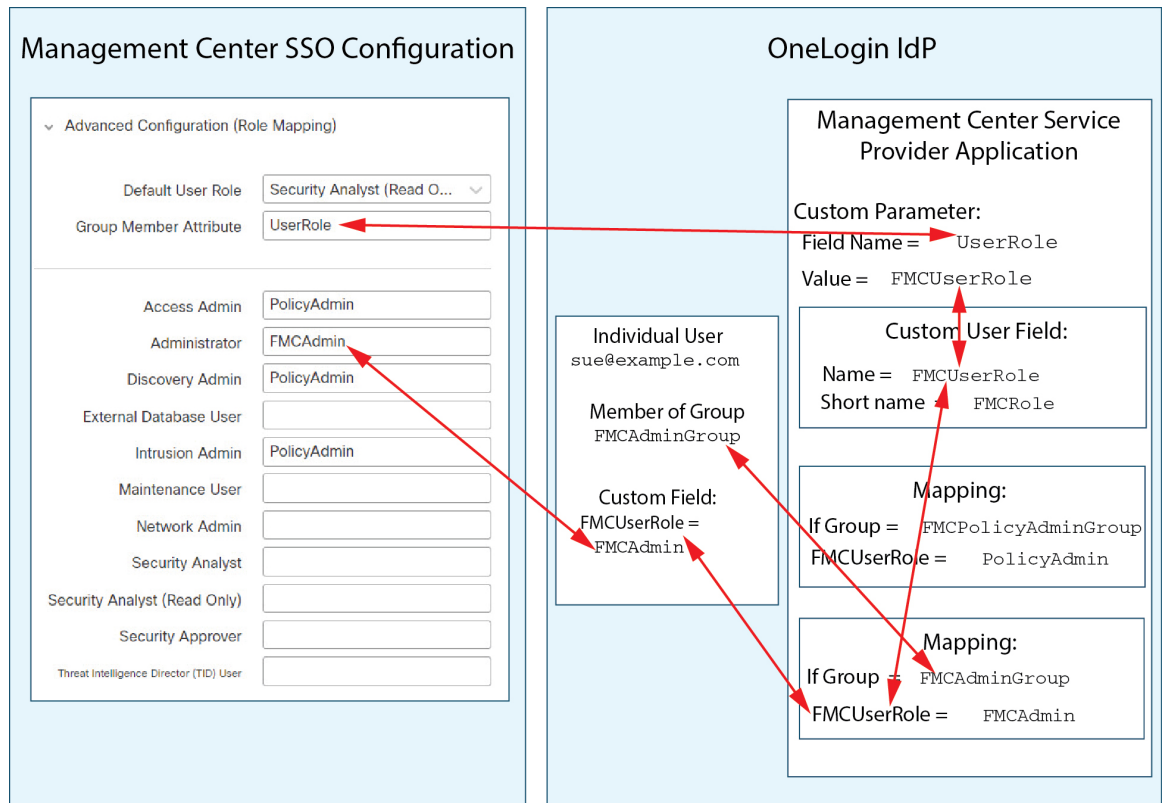 Management Center SSO Configuration
Advanced Configuration (Role Mapping)
Default User Role Security Analyst (Read O...
Group Member Attribute UserRole
Access Admin PolicyAdmin
Administrator FMCAdmin
Discovery Admin PolicyAdmin
External Database User
Intrusion Admin PolicyAdmin
Maintenance User
Network Admin
Security Analyst
Security Analyst (Read Only)
Security Approver
Threat Intelligence Director (TID) User
OneLogin IdP
Individual User
sue@example.com
Member of Group
FMCAdminGroup
Custom Field:
FMCUserRole =
FMCAdmin
Management Center Service
Provider Application
Custom Parameter:
Field Name = UserRole
Value = FMCUserRole
Custom User Field:
Name = FMCUserRole
Short name = FMCRole
Mapping:
If Group = FMCPolicyAdminGroup
FMCUserRole = PolicyAdmin
Mapping:
If Group = FMCAdminGroup
FMCUserRole = FMCAdmin